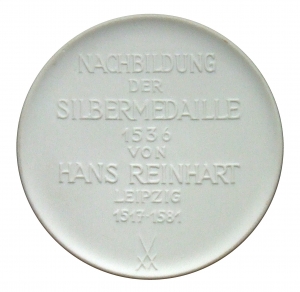 NACHBILDUNG
DER
SILBERMEDAILLE
1536
VON
HANS REINHART
LEIPZIG
1517-1581